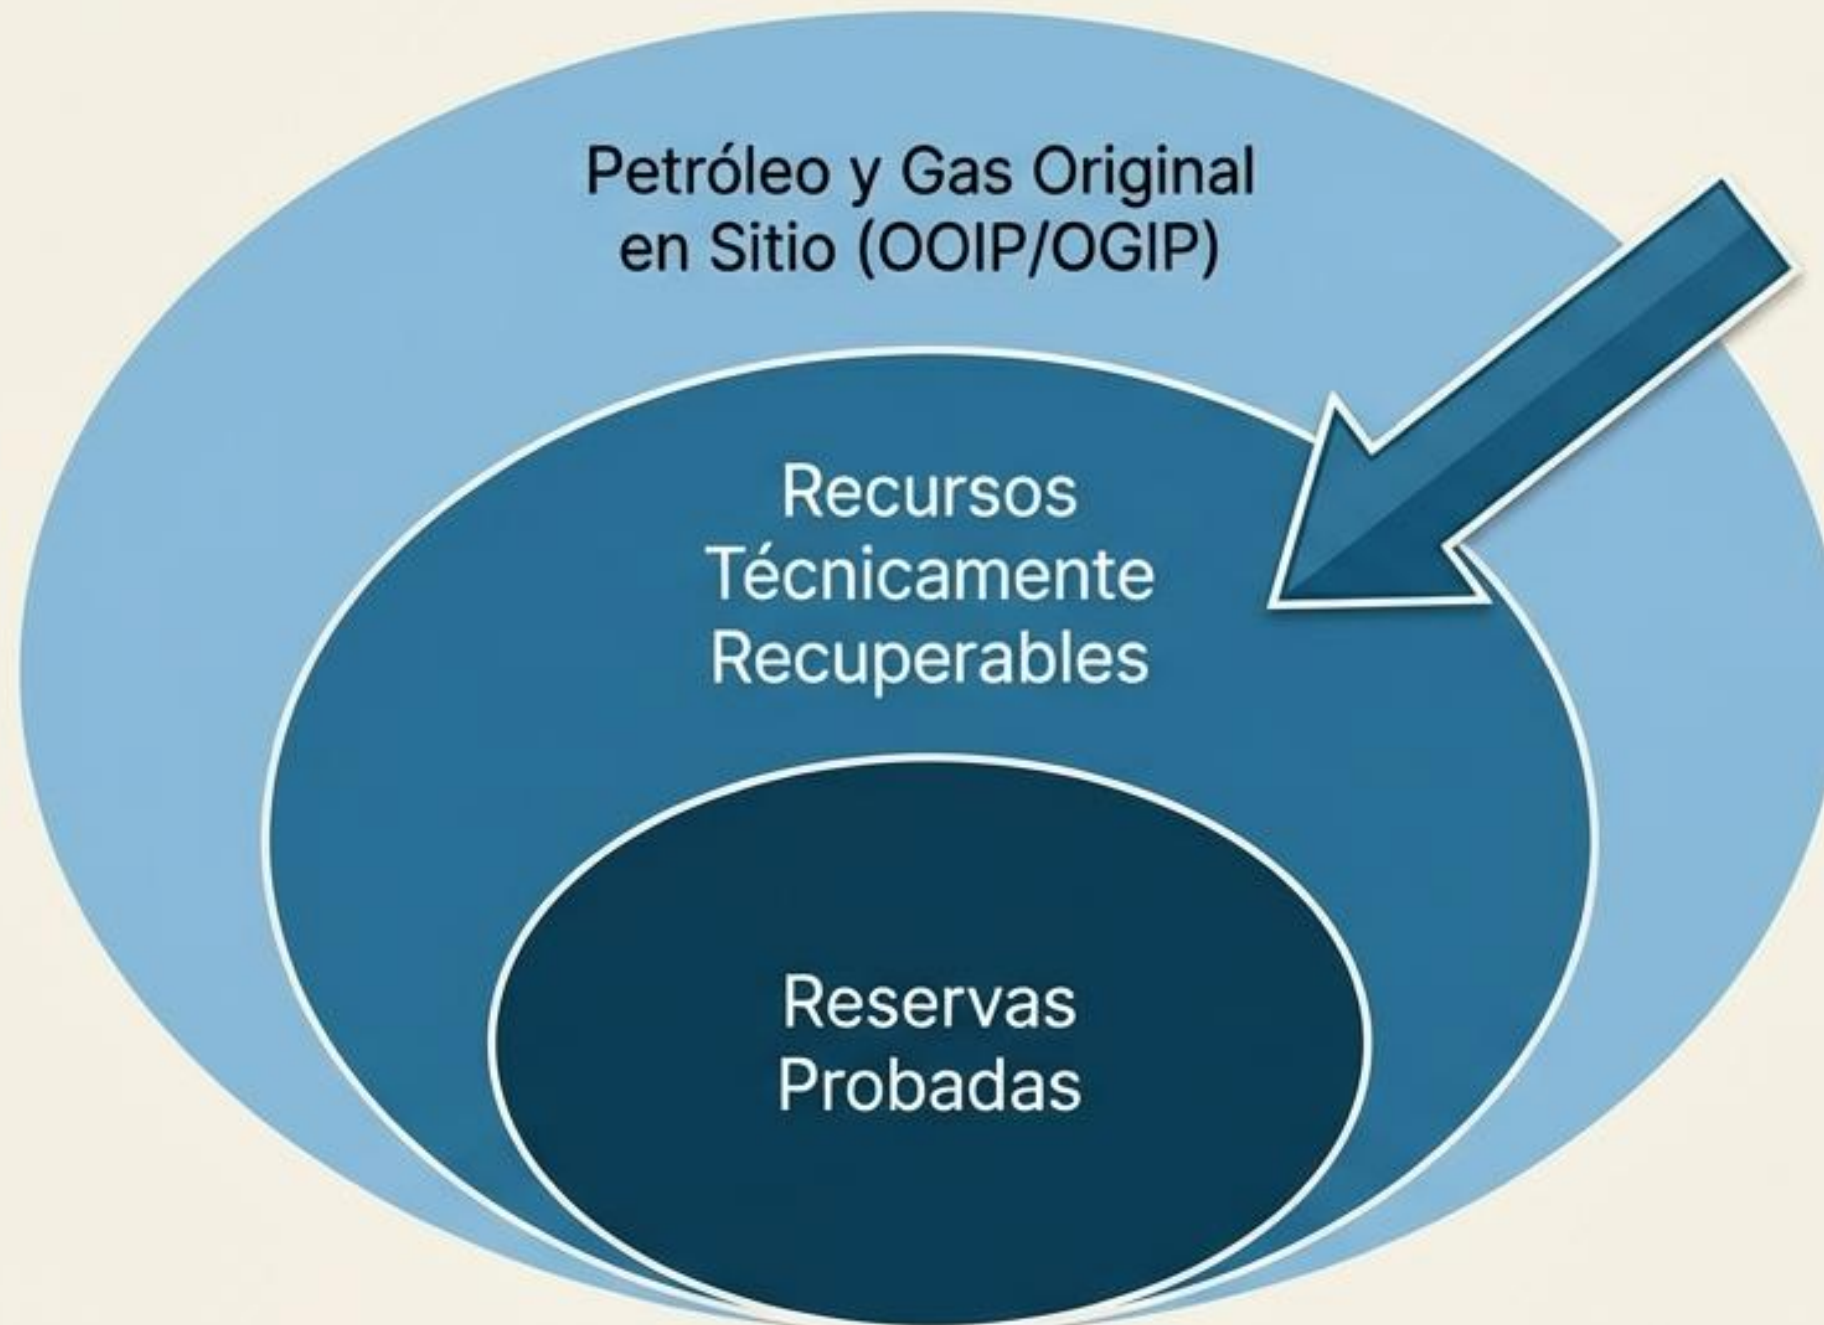 Petróleo y Gas Original
en Sitio (OOIP/OGIP)
Recursos
Técnicamente
Recuperables
Reservas
Probadas